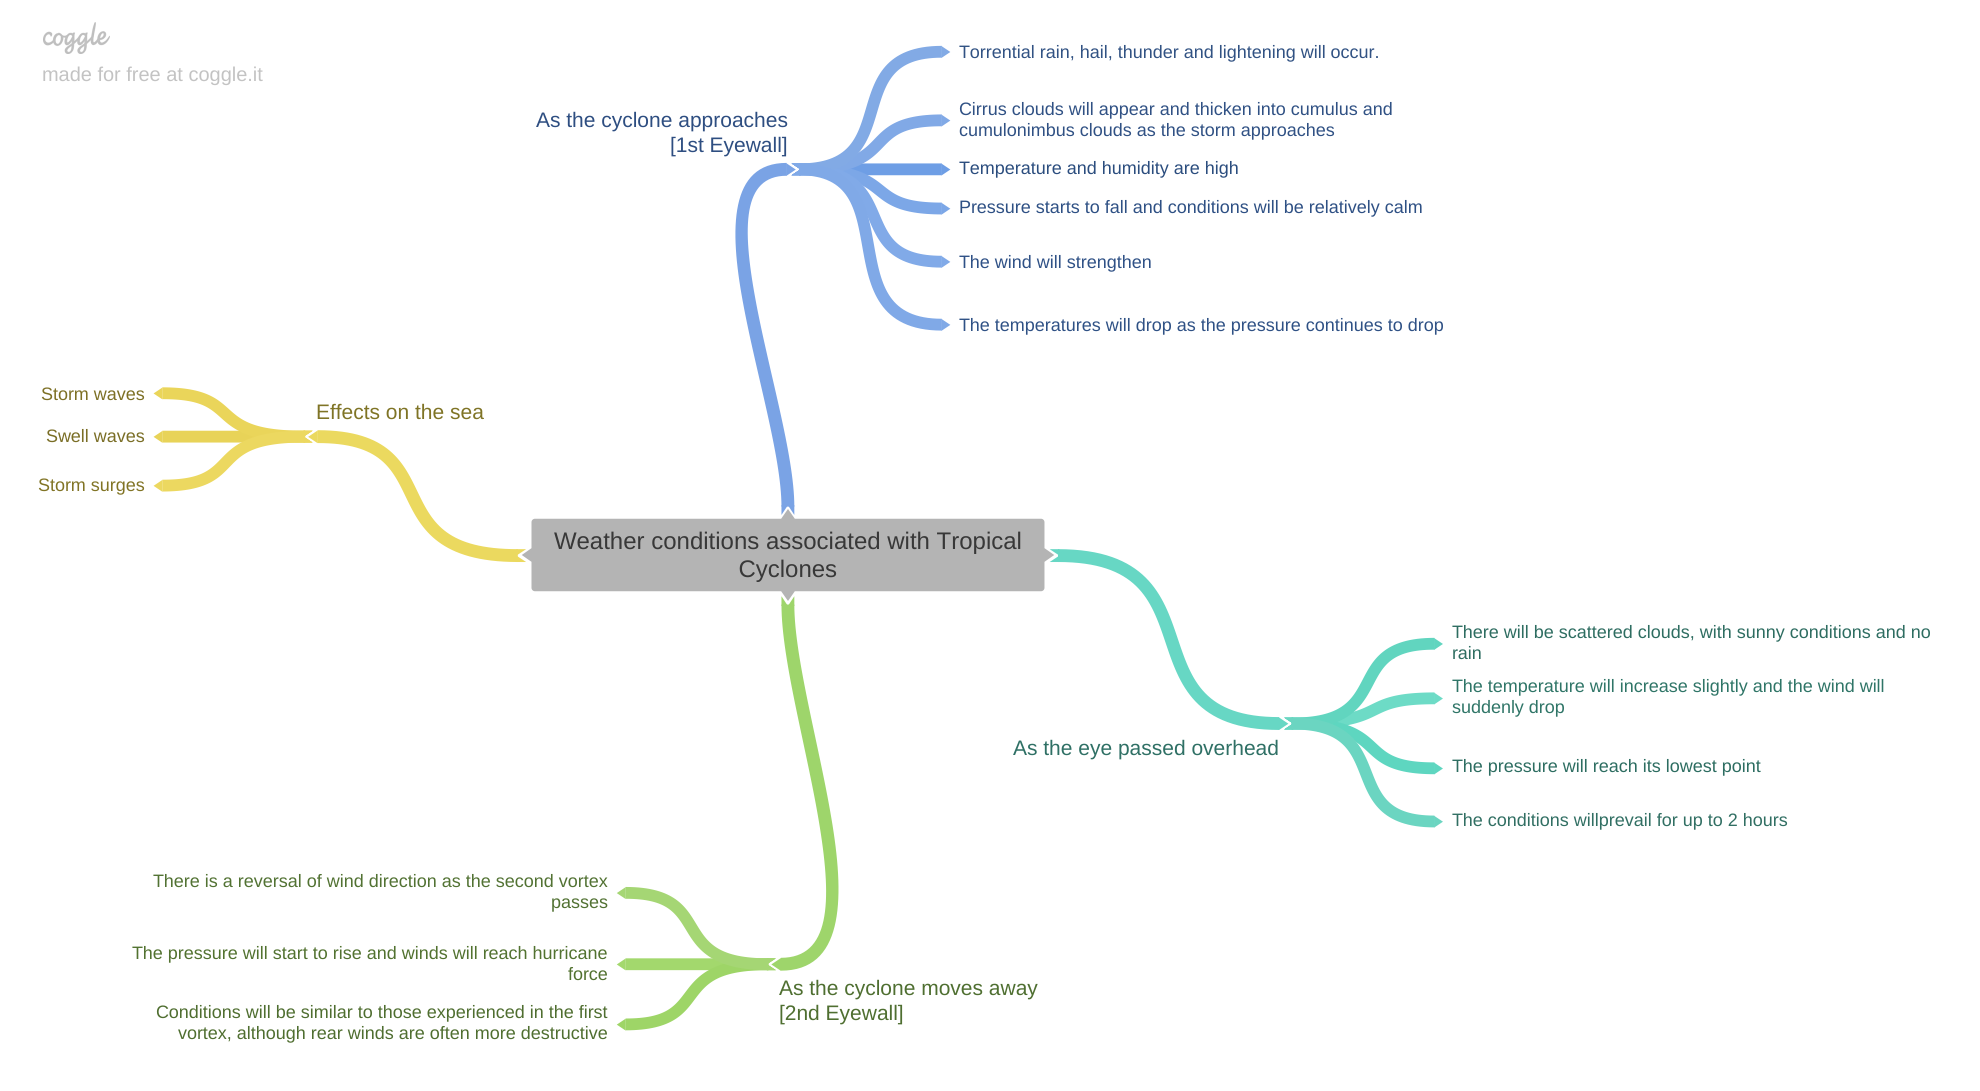 coggle
made for free at coggle.it
As the cyclone approaches
[1st Eyewall]
Torrential rain, hail, thunder and lightening will occur.
Cirrus clouds will appear and thicken into cumulus and
cumulonimbus clouds as the storm approaches
Temperature and humidity are high
Pressure starts to fall and conditions will be relatively calm
The wind will strengthen
The temperatures will drop as the pressure continues to drop
Effects on the sea
Storm waves
Swell waves
Storm surges
Weather conditions associated with Tropical
Cyclones
As the eye passed overhead
There will be scattered clouds, with sunny conditions and no
rain
The temperature will increase slightly and the wind will
suddenly drop
The pressure will reach its lowest point
The conditions willprevail for up to 2 hours
As the cyclone moves away
[2nd Eyewall]
There is a reversal of wind direction as the second vortex
passes
The pressure will start to rise and winds will reach hurricane
force
Conditions will be similar to those experienced in the first
vortex, although rear winds are often more destructive